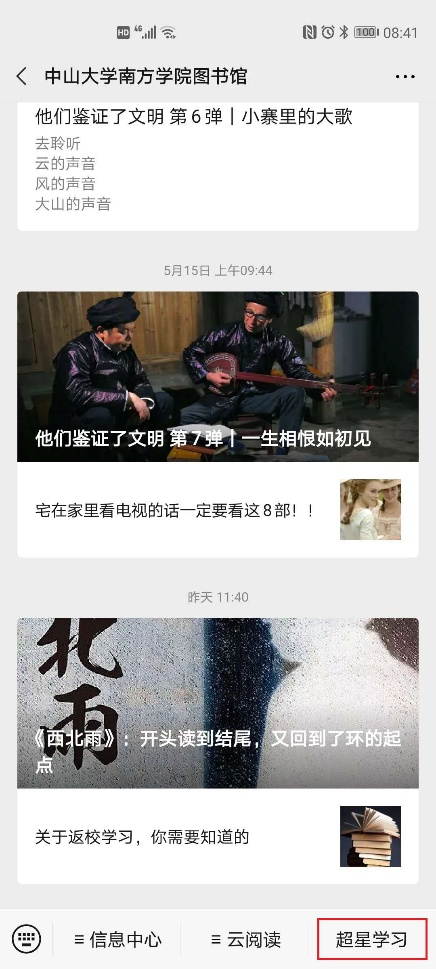 HD 4G 100 08:41
中山大学南方学院图书馆
他们鉴证了文明 第6弹丨小寨里的大歌
去聆听
云的声音
风的声音
大山的声音
5月15日 上午09:44
他们鉴证了文明 第7弹丨一生相恨如初见
宅在家里看电视的话一定要看这8部！！
昨天 11:40
北
雨
《西北雨》：开头读到结尾，又回到了环的起
点
关于返校学习，你需要知道的
信息中心 云阅读 超星学习